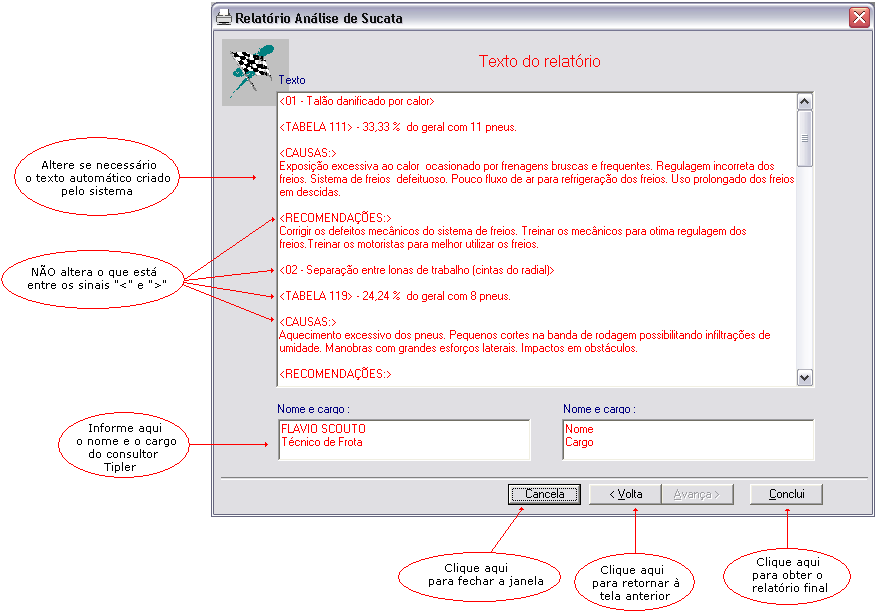 Relatório Análise de Sucata
Texto do relatório
Texto
<01 - Talão danificado por calor>
<TABELA 111> - 33,33 %  do geral com 11 pneus.
<CAUSAS:>
Exposição excessiva ao calor  ocasionado por frenagens bruscas e frequentes. Regulagem incorreta dos
freios. Sistema de freios  defeituoso. Pouco fluxo de ar para refrigeração dos freios. Uso prolongado dos freios
em descidas.
<RECOMENDAÇÕES:>
Corrigir os defeitos mecânicos do sistema de freios. Treinar os mecânicos para otima regulagem dos
freios.Treinar os motoristas para melhor utilizar os freios.
<02 - Separação entre lonas de trabalho (cintas do radial)>
<TABELA 119> - 24,24 %  do geral com 8 pneus.
<CAUSAS:>
Aquecimento excessivo dos pneus. Pequenos cortes na banda de rodagem possibilitando infiltrações de
umidade. Manobras com grandes esforços laterais. Impactos em obstáculos.
<RECOMENDAÇÕES:>
Altere se necessário
o texto automático criado
pelo sistema
NÃO altera o que está
entre os sinais "<" e ">"
Informe aqui
o nome e o cargo
do consultor
Tipler
Nome e cargo :
FLAVIO SCOUTO
Técnico de Frota
Nome e cargo :
Nome
Cargo
Cancela
< Volta
Avança >
Conclui
Clique aqui
para fechar a janela
Clique aqui
para retornar à
tela anterior
Clique aqui
para obter o
relatório final